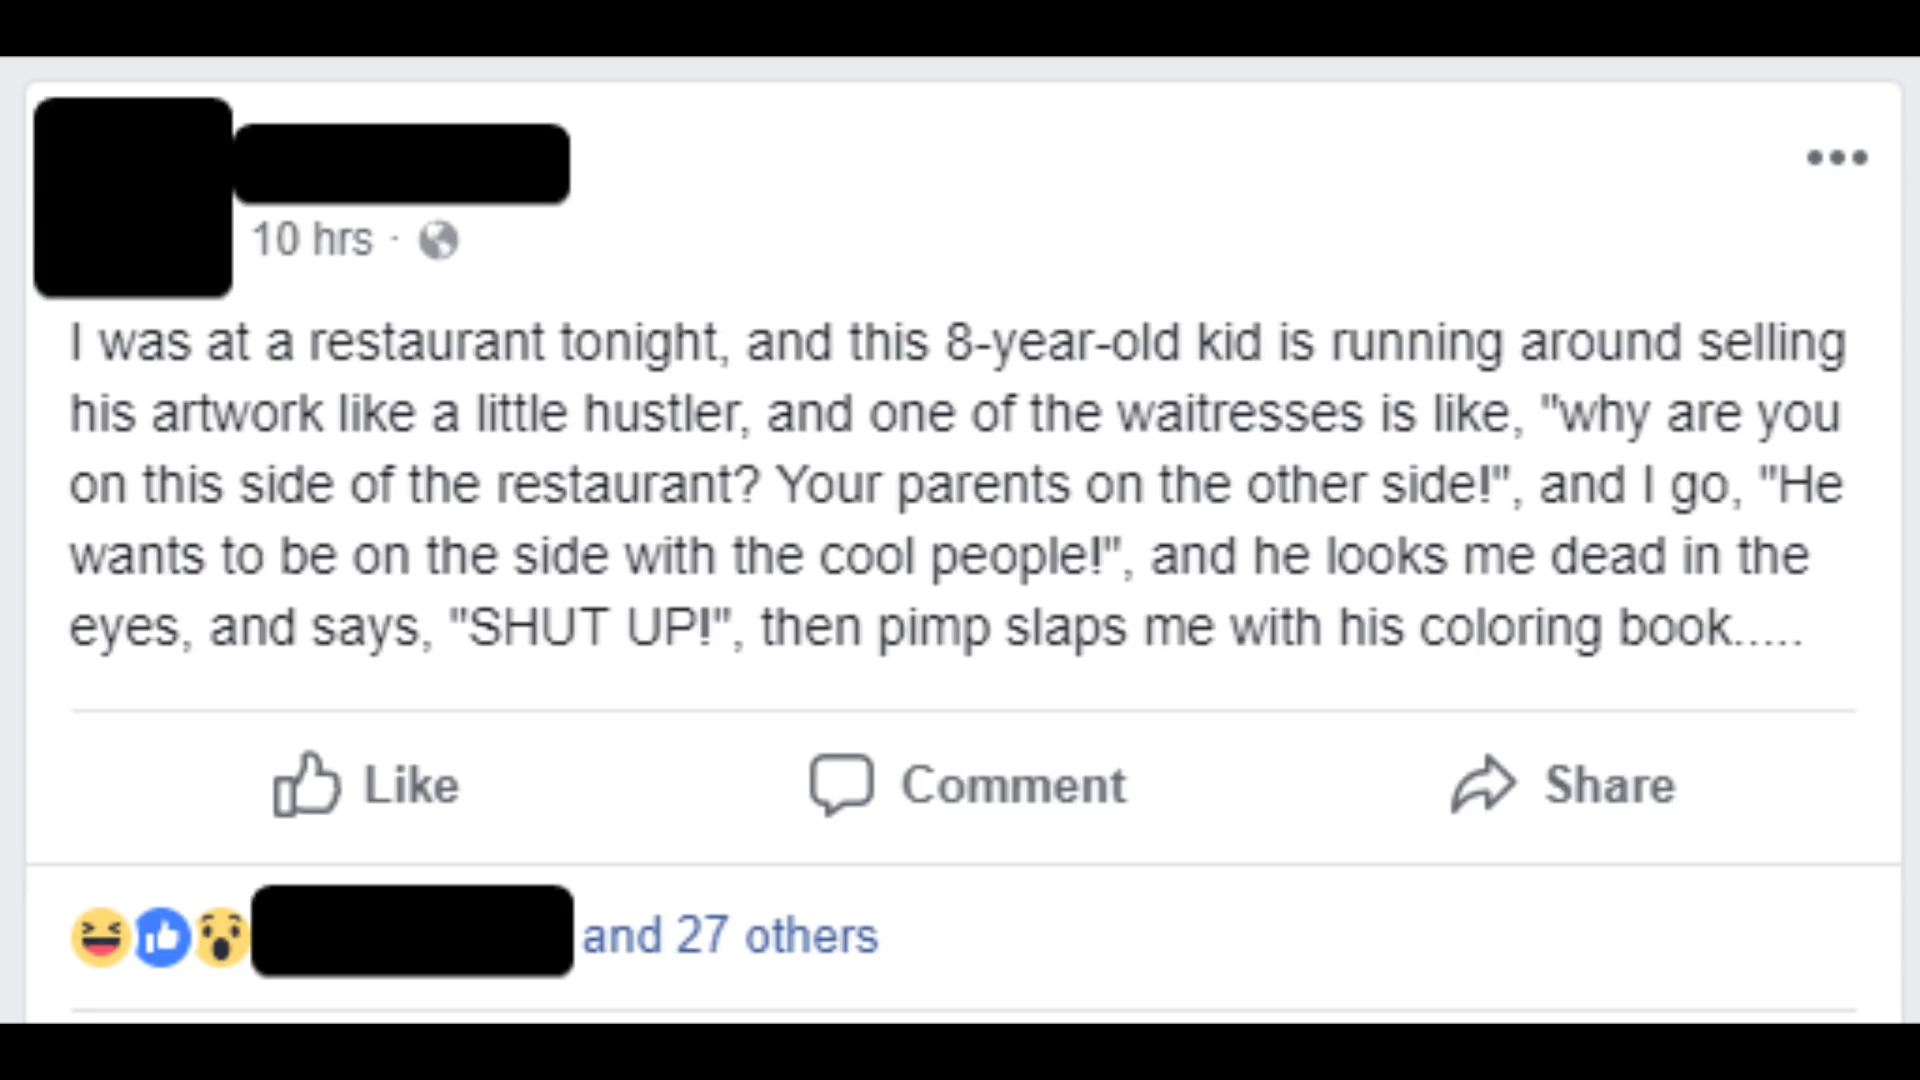 10 hrs ·
I was at a restaurant tonight, and this 8-year-old kid is running around selling
his artwork like a little hustler, and one of the waitresses is like, "why are you
on this side of the restaurant? Your parents on the other side!", and I go, "He
wants to be on the side with the cool people!", and he looks me dead in the
eyes, and says, "SHUT UP!", then pimp slaps me with his coloring book.....
Like Comment Share
and 27 others